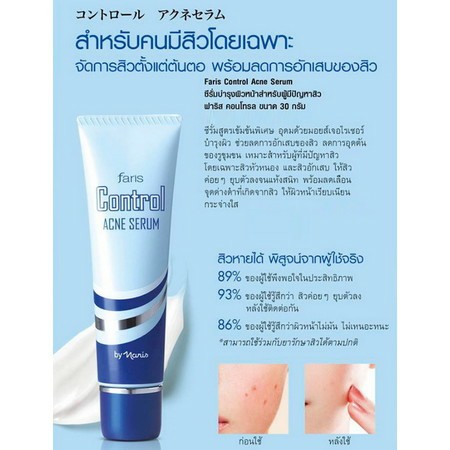 コントロール アクネセラム
สำหรับคนมีสิวโดยเฉพาะ
จัดการสิวตั้งแต่ต้นตอ พร้อมลดการอักเสบของสิว
Faris Control Acne Serum
ซีรั่มบำรุงผิวหน้าสำหรับผู้มีปัญหาสิว
ฟาริส คอนโทรล ขนาด 30 กรัม
ซีรั่มสูตรเข้มข้นพิเศษ อุดมด้วยมอยส์เจอไรเซอร์
บำรุงผิว ช่วยลดการอักเสบของสิว ลดการอุดตัน
ของรูขุมขน เหมาะสำหรับผู้ที่มีปัญหาสิว
โดยเฉพาะสิวหัวหนอง และสิวอักเสบ ให้สิว
ค่อยๆ ยุบตัวลงจนแห้งสนิท พร้อมลดเลือน
จุดด่างดำที่เกิดจากสิว ให้ผิวหน้าเรียบเนียน
กระจ่างใส
faris
Control
ACNE SERUM
by Naris
สิวหายได้ พิสูจน์จากผู้ใช้จริง
89% ของผู้ใช้พึงพอใจในประสิทธิภาพ
93% ของผู้ใช้รู้สึกว่า สิวค่อยๆ ยุบตัวลง
หลังใช้ติดต่อกัน
86% ของผู้ใช้รู้สึกว่าผิวหน้าไม่มัน ไม่เหนอะหนะ
*สามารถใช้ร่วมกับยารักษาสิวได้ตามปกติ
ก่อนใช้
หลังใช้